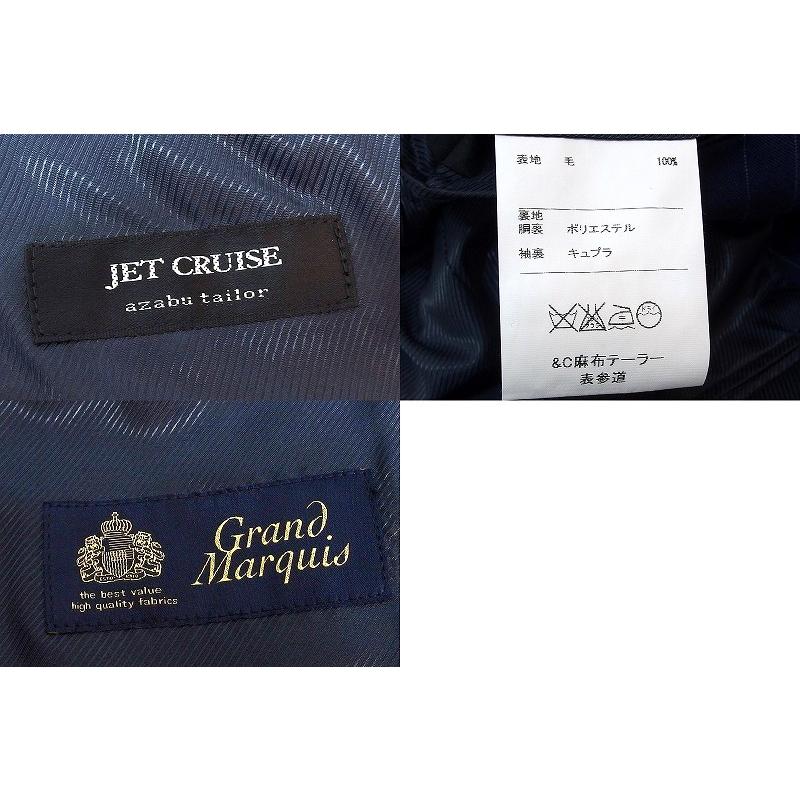 JET CRUISE
azabu tailor
表地 毛 100%
裏地
胴裏 ポリエステル
袖裏 キュプラ
&C麻布テーラー
表参道
Grand
Marquis
the best value
high quality fabrics